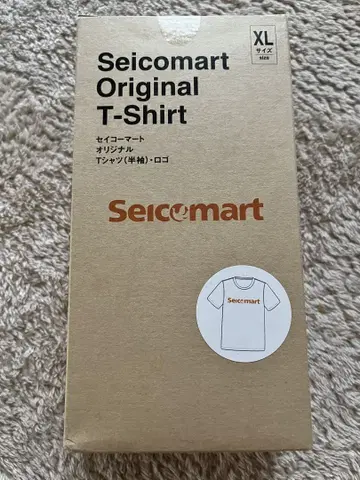 XL
サイズ
size
Seicomart
Original
T-Shirt
セイコーマート
オリジナル
Tシャツ(半袖)・ロゴ
Seicomart
Seicomart